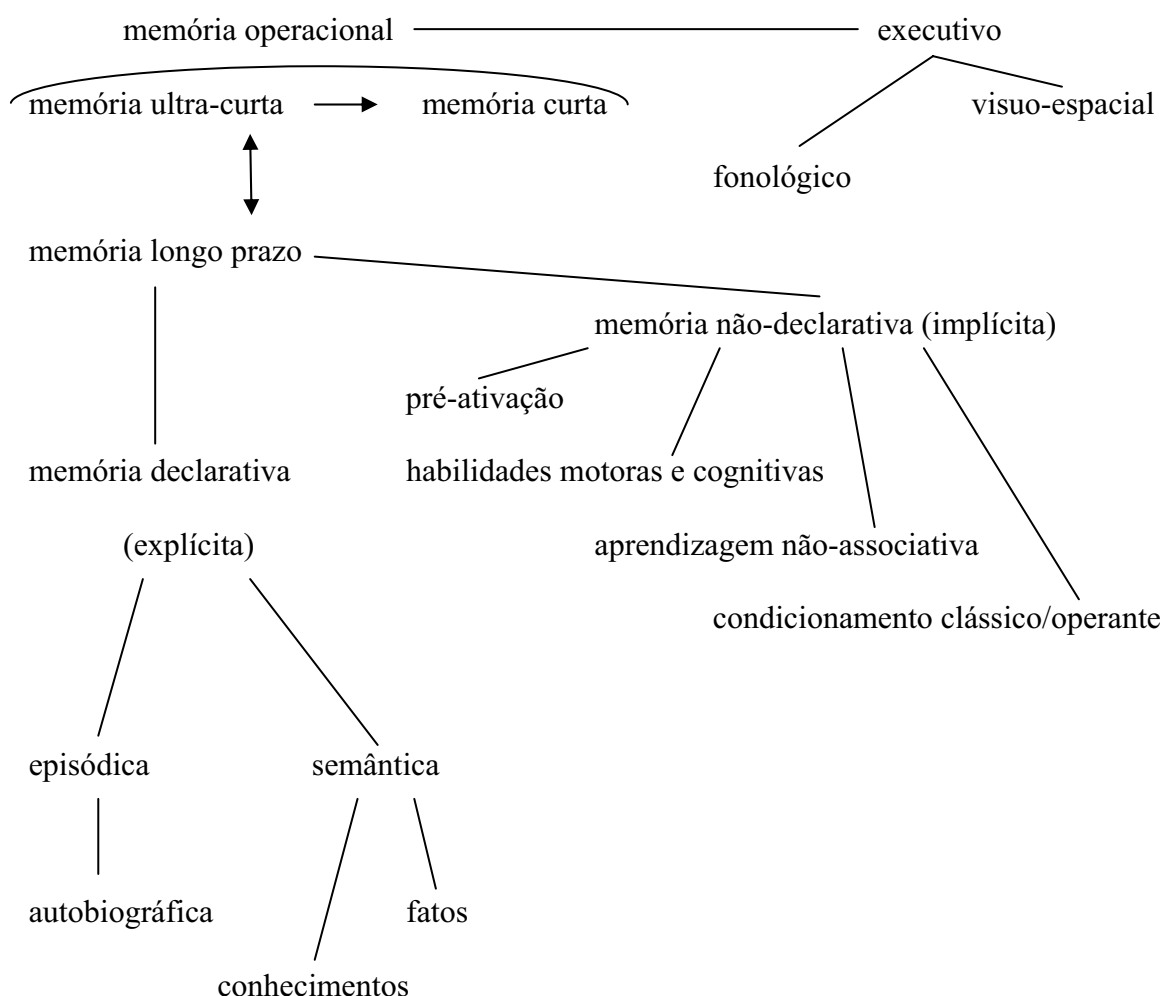 memória operacional executivo
memória ultra-curta memória curta visuo-espacial
fonológico
memória longo prazo
memória não-declarativa (implícita)
pré-ativação
memória declarativa habilidades motoras e cognitivas
(explícita) aprendizagem não-associativa
condicionamento clássico/operante
episódica semântica
autobiográfica fatos
conhecimentos